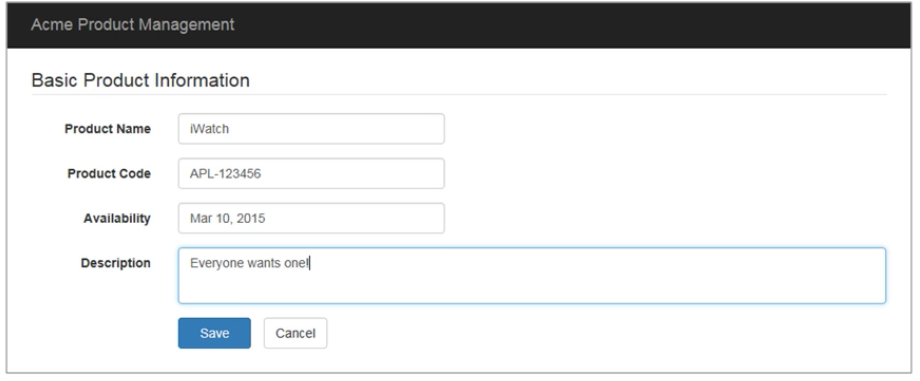 Acme Product Management
Basic Product Information
Product Name iWatch
Product Code APL-123456
Availability Mar 10, 2015
Description Everyone wants one!
Save Cancel